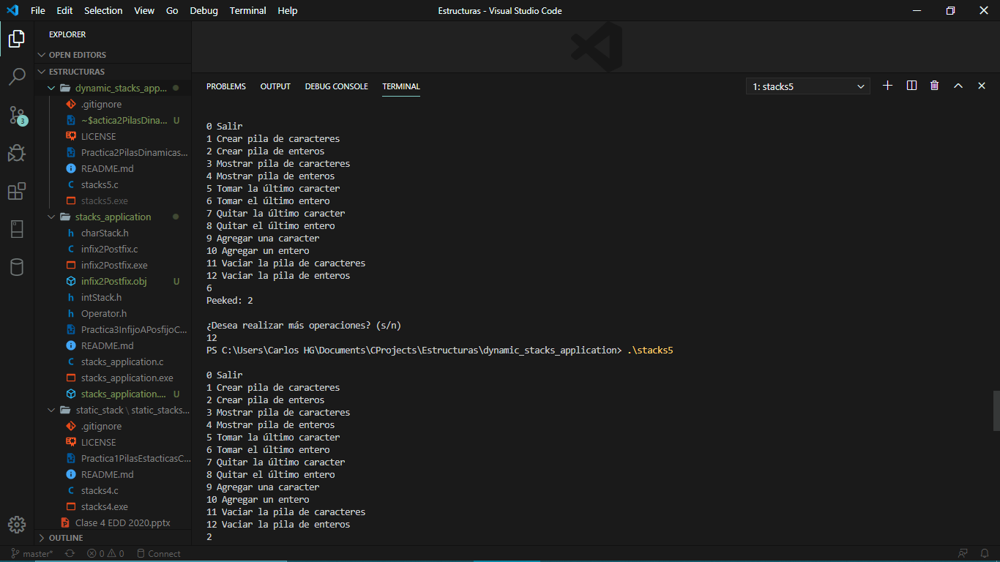 File Edit Selection View Go Debug Terminal Help
Estructuras - Visual Studio Code
EXPLORER
OPEN EDITORS
ESTRUCTURAS
dynamic_stacks_app...
.gitignore
~$actica2PilasDina... U
LICENSE
Practica2PilasDinamicas...
README.md
stacks5.c
stacks5.exe
stacks_application
charStack.h
infix2Postfix.c
infix2Postfix.exe
infix2Postfix.obj U
intStack.h
Operator.h
Practica3InfijoAPosfijoC...
README.md
stacks_application.c
stacks_application.exe
stacks_application.... U
static_stack \ static_stacks...
.gitignore
LICENSE
Practica1PilasEstacticasC...
README.md
stacks4.c
stacks4.exe
Clase 4 EDD 2020.pptx
OUTLINE
3
PROBLEMS OUTPUT DEBUG CONSOLE TERMINAL
1: stacks5
0 Salir
1 Crear pila de caracteres
2 Crear pila de enteros
3 Mostrar pila de caracteres
4 Mostrar pila de enteros
5 Tomar la último caracter
6 Tomar el último entero
7 Quitar la último caracter
8 Quitar el último entero
9 Agregar una caracter
10 Agregar un entero
11 Vaciar la pila de caracteres
12 Vaciar la pila de enteros
6
Peeked: 2
¿Desea realizar más operaciones? (s/n)
12
PS C:\Users\Carlos HG\Documents\CProjects\Estructuras\dynamic_stacks_application> .\stacks5
0 Salir
1 Crear pila de caracteres
2 Crear pila de enteros
3 Mostrar pila de caracteres
4 Mostrar pila de enteros
5 Tomar la último caracter
6 Tomar el último entero
7 Quitar la último caracter
8 Quitar el último entero
9 Agregar una caracter
10 Agregar un entero
11 Vaciar la pila de caracteres
12 Vaciar la pila de enteros
2
master* 0 0 Connect